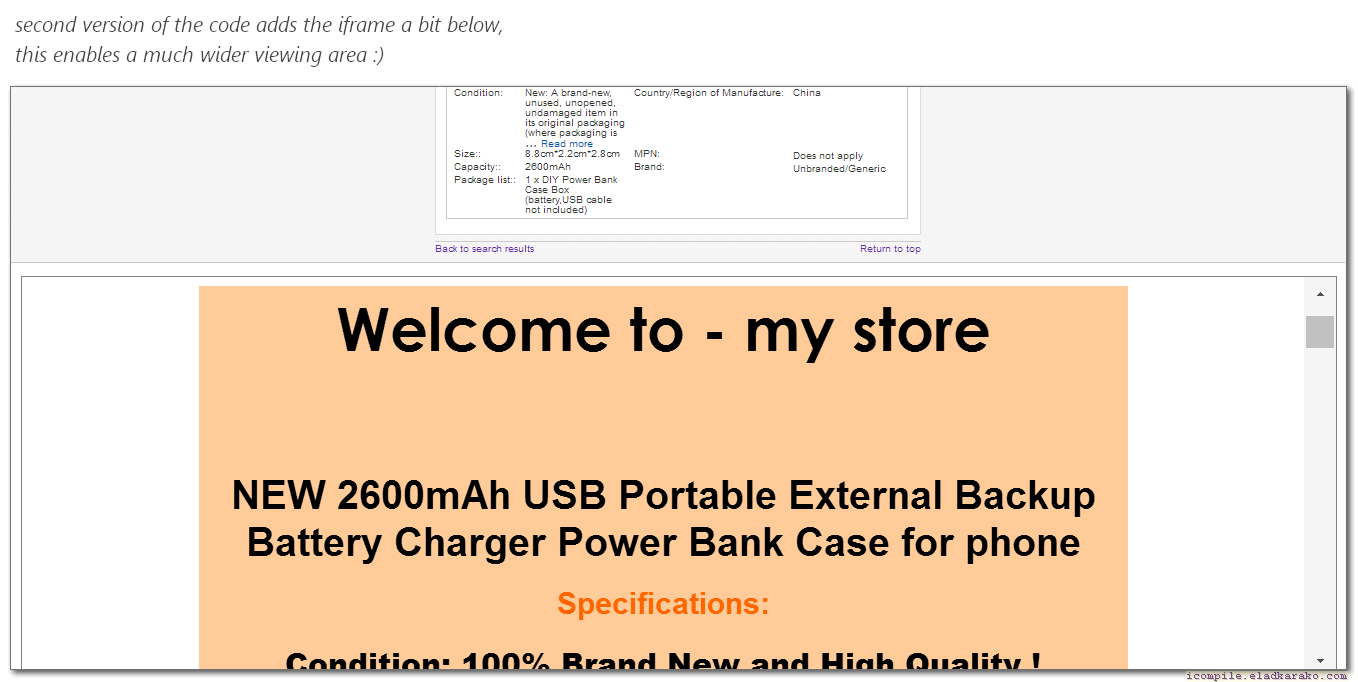 second version of the code adds the iframe a bit below,
this enables a much wider viewing area :)
Condition: New: A brand-new, Country/Region of Manufacture: China
unused, unopened,
undamaged item in
its original packaging
(where packaging is
... Read more
Size:: 8.8cm*2.2cm*2.8cm MPN: Does not apply
Capacity:: 2600mAh Brand: Unbranded/Generic
Package list:: 1 x DIY Power Bank
Case Box
(battery,USB cable
not included)
Back to search results Return to top
Welcome to - my store
NEW 2600mAh USB Portable External Backup
Battery Charger Power Bank Case for phone
Specifications:
Condition: 100% Brand New and High Quality !
icompile.eladkarako.com